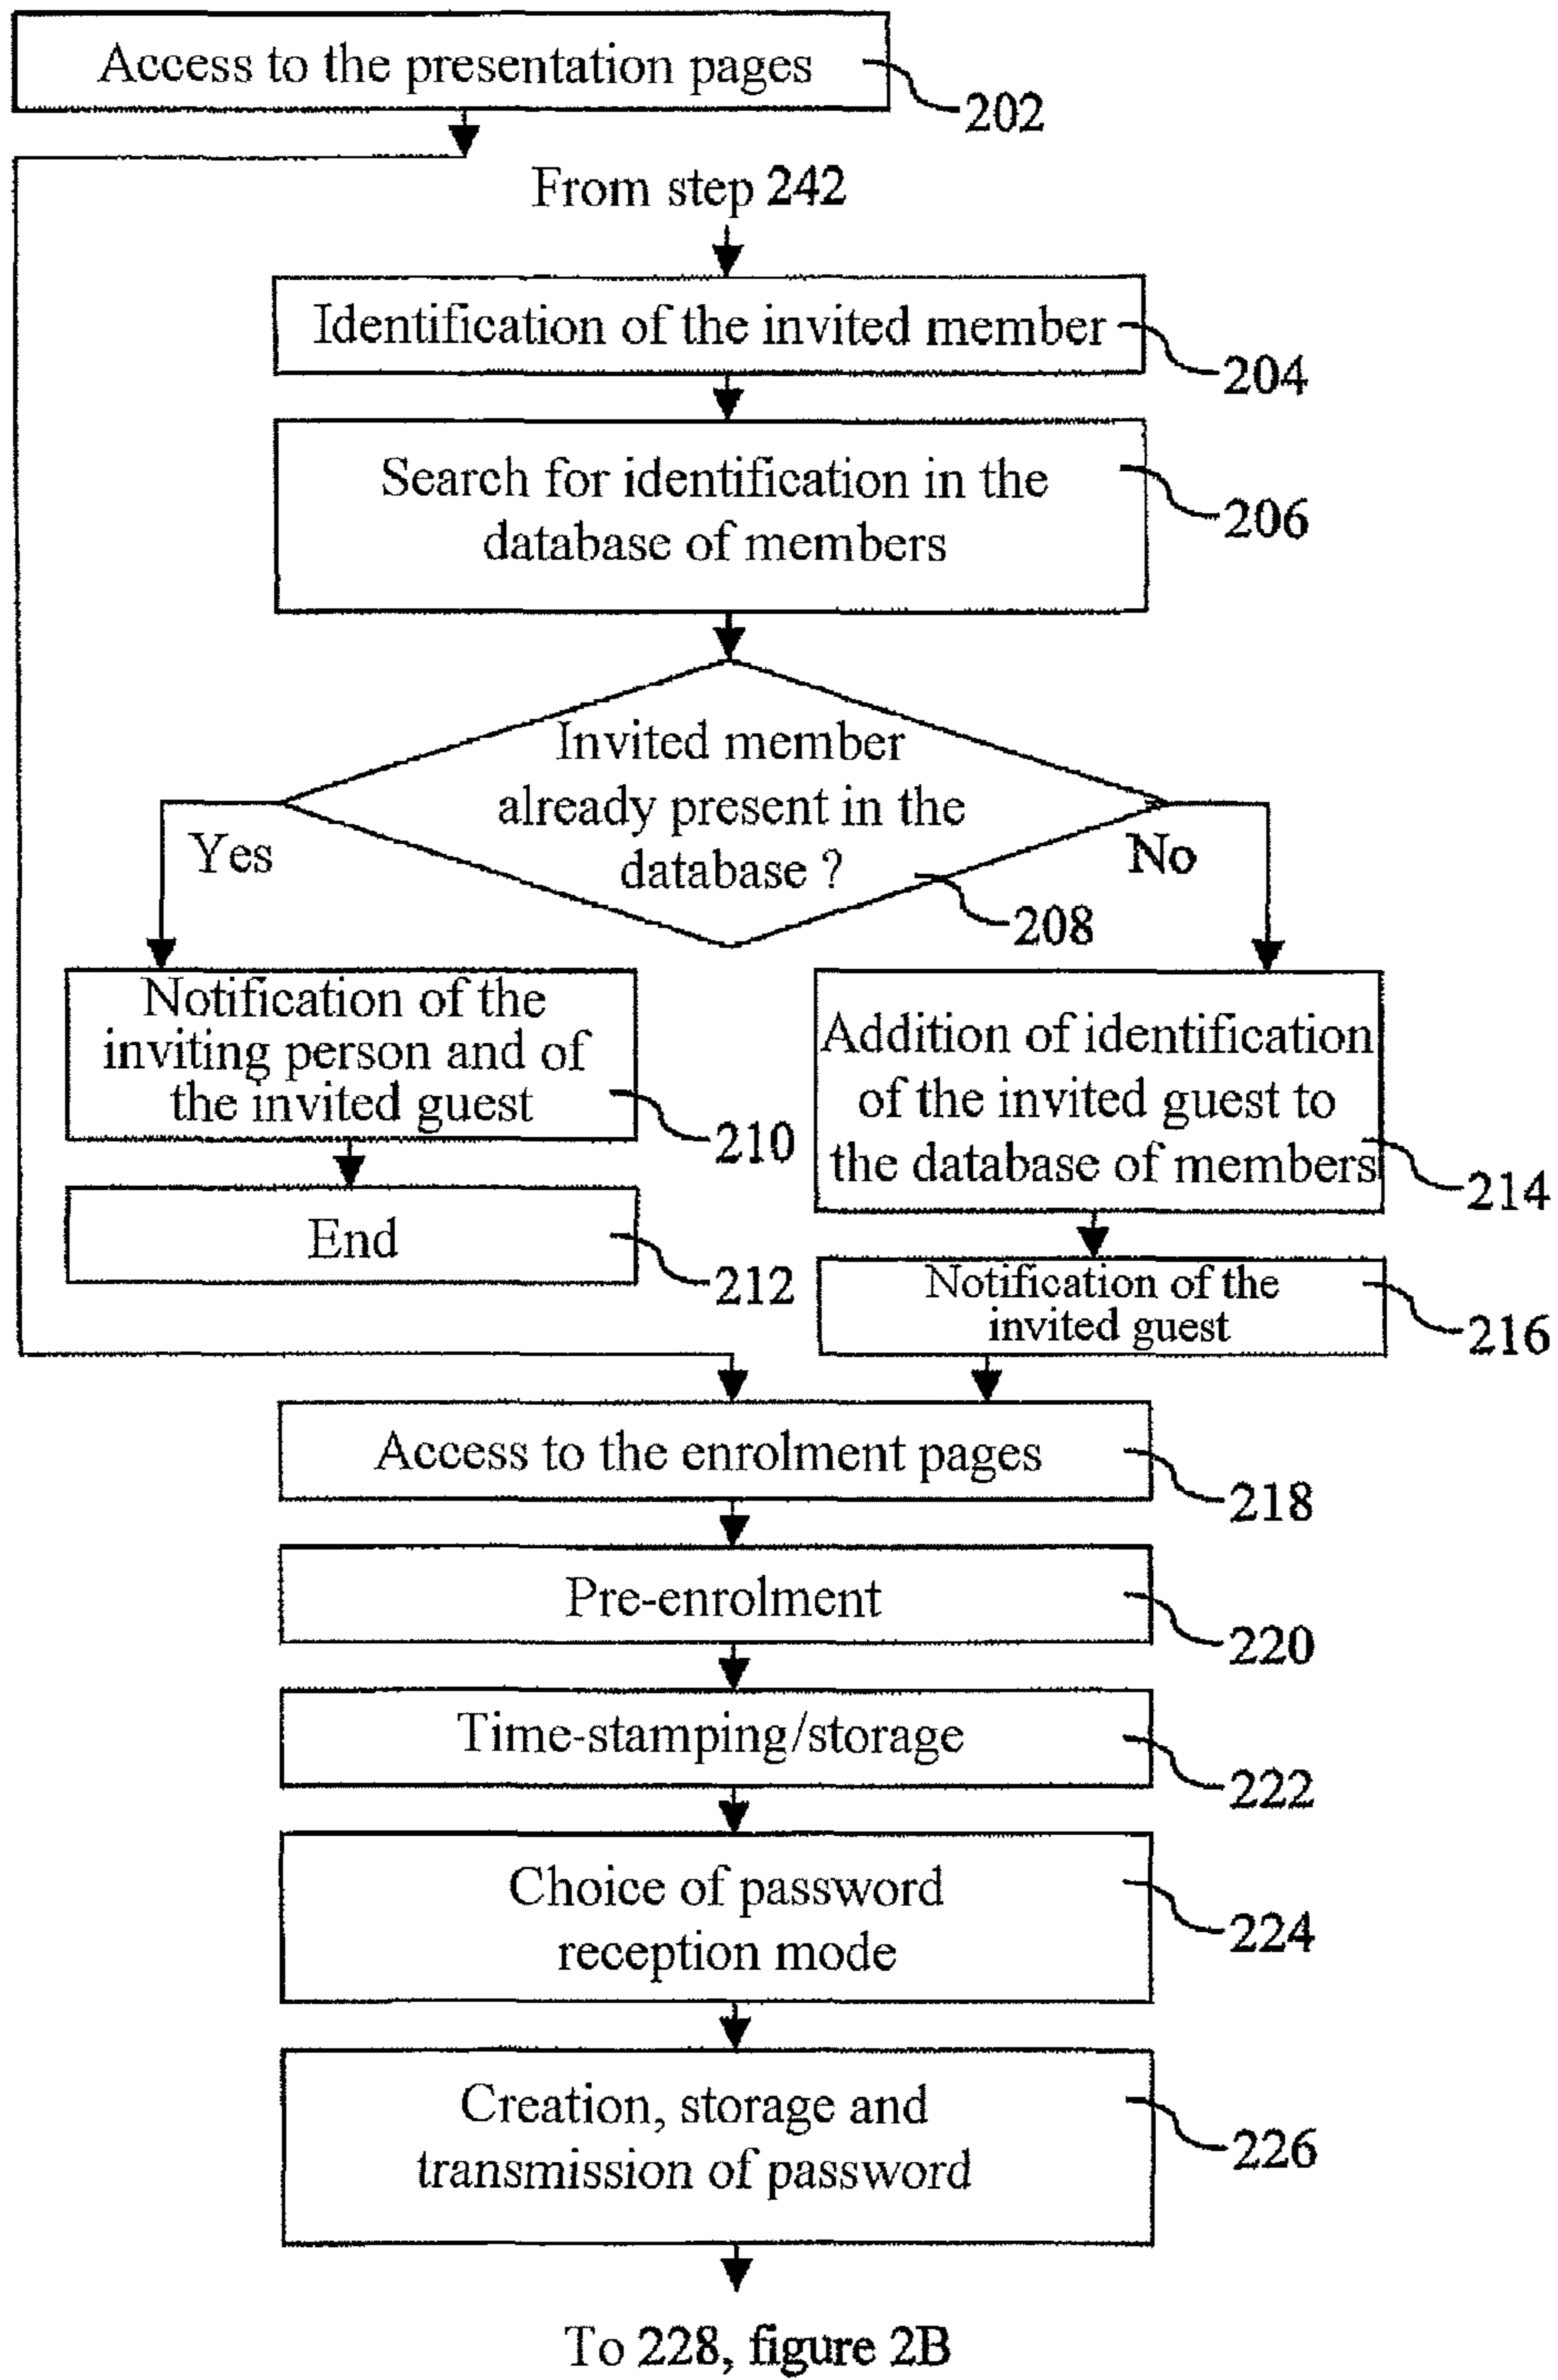 Access to the presentation pages
202
From step 242
Identification of the invited member
204
Search for identification in the
database of members
206
Invited member
already present in the
database ?
208
Yes
No
Notification of the
inviting person and of
the invited guest
210
Addition of identification
of the invited guest to
the database of members
214
End
212
Notification of the
invited guest
216
Access to the enrolment pages
218
Pre-enrolment
220
Time-stamping/storage
222
Choice of password
reception mode
224
Creation, storage and
transmission of password
226
To 228, figure 2B